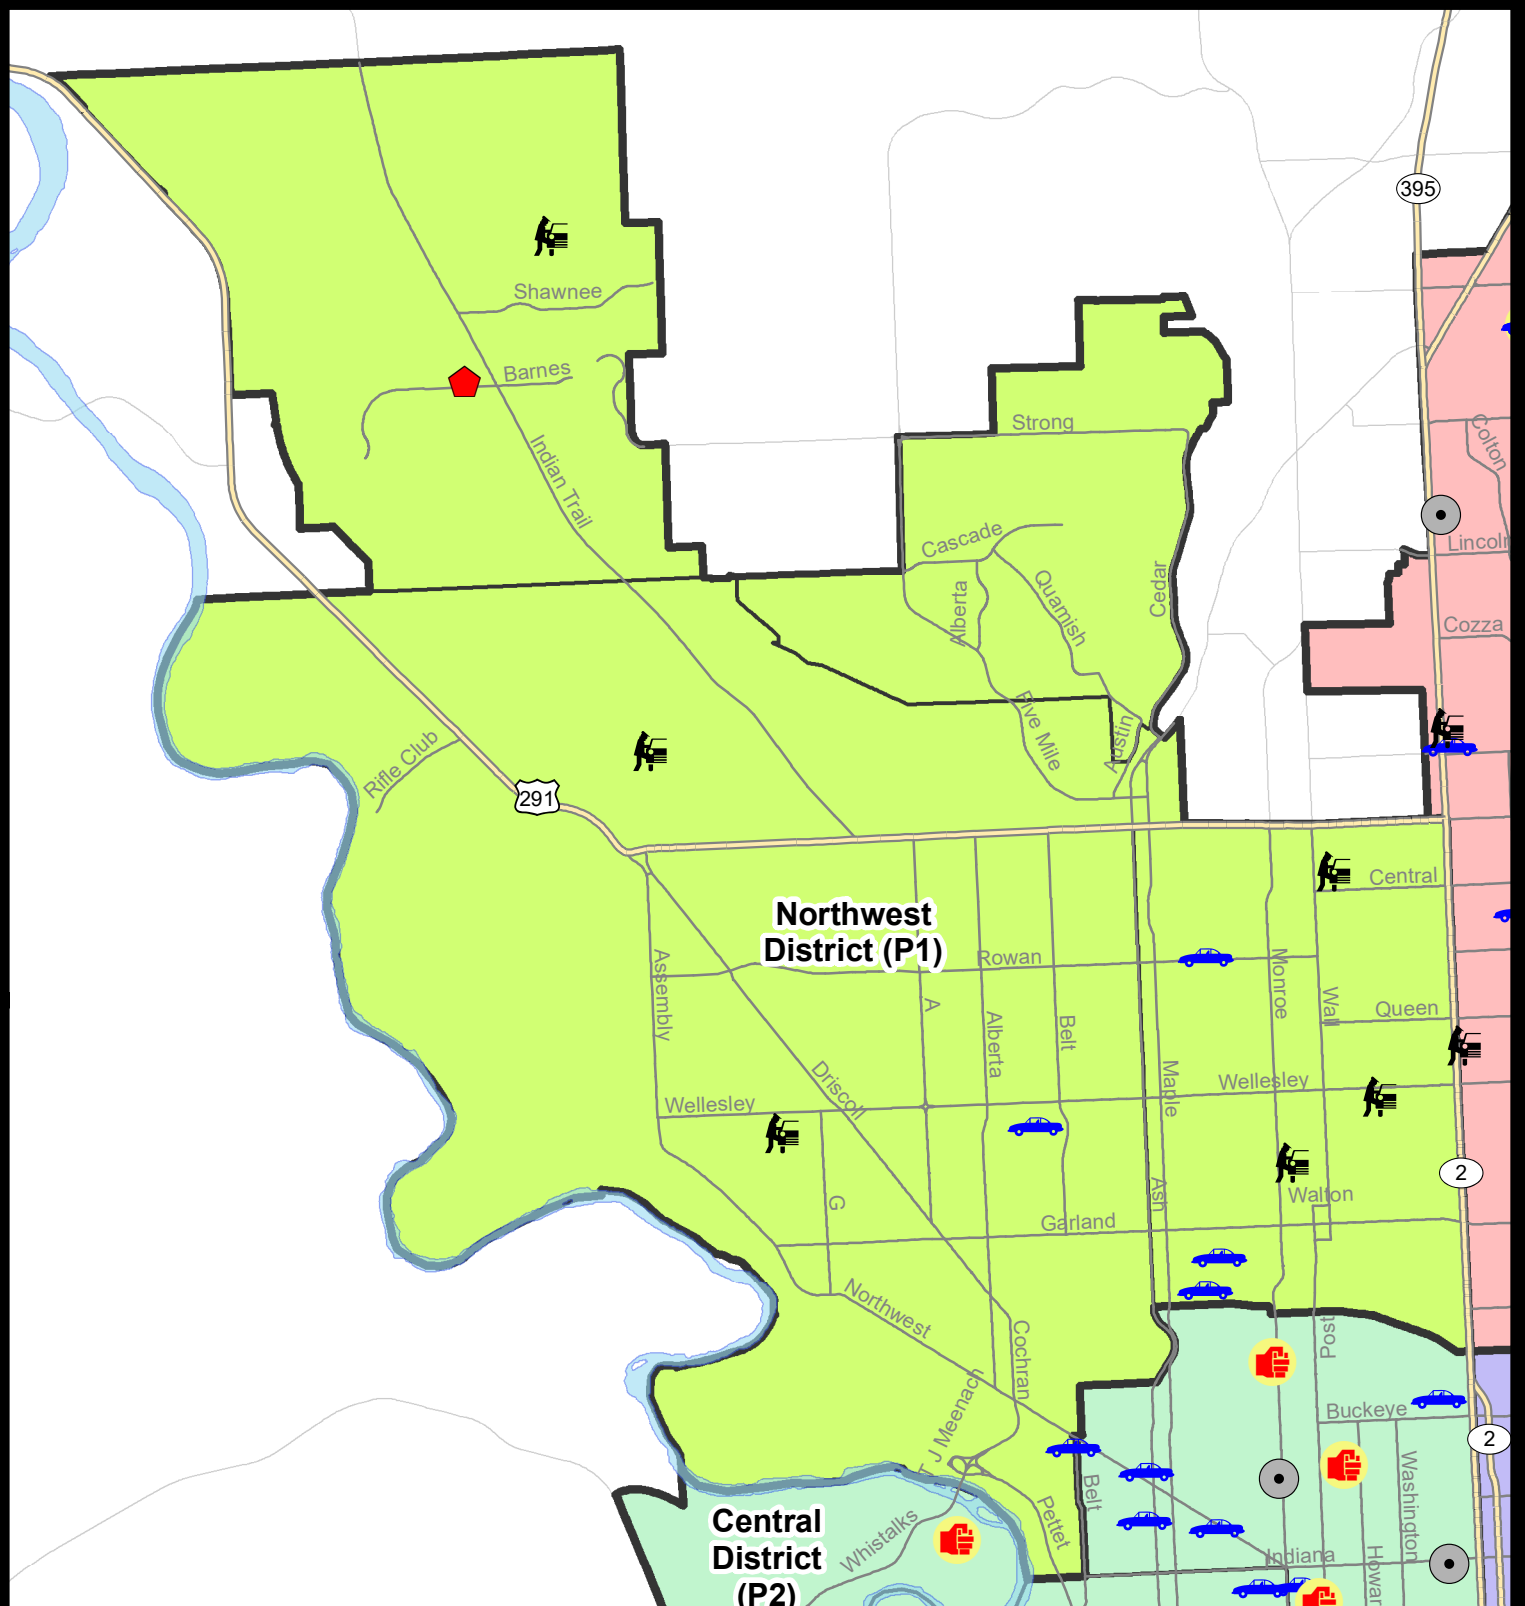 395
Shawnee
Barnes
Strong
Colton
Indian Trail
Cascade
Lincoln
Alberta
Quamish
Cedar
Cozza
Five Mile
Austin
Rifle Club
291
Central
Northwest
District (P1)
Rowan
Assembly
A
Alberta
Belt
Monroe
Wall
Queen
Driscoll
Maple
Wellesley
Wellesley
2
Ash
Walton
G
Garland
Northwest
Cochran
Post
T J Meenach
Buckeye
2
Belt
Washington
Pettet
Central
District
(P2)
Whistalks
Indiana
Howar